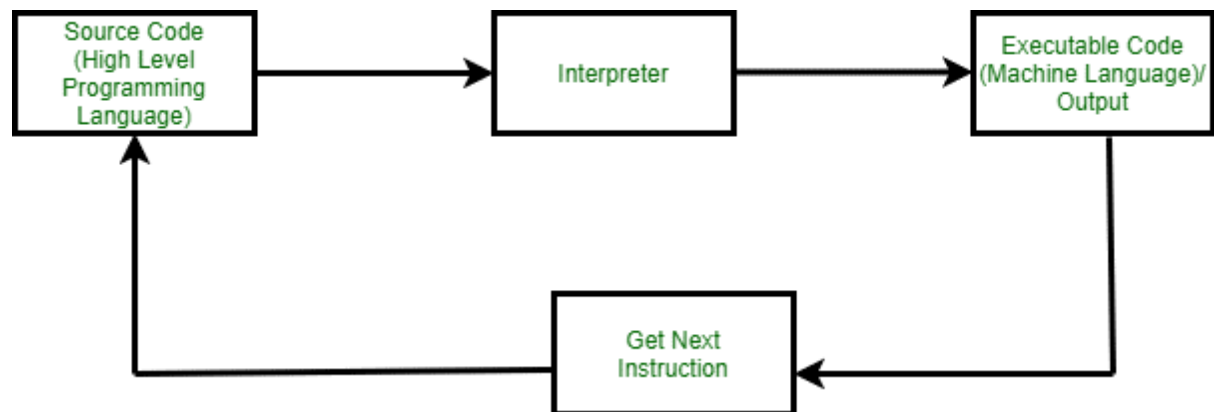 Source Code
(High Level
Programming
Language)
Interpreter
Executable Code
(Machine Language)/
Output
Get Next
Instruction